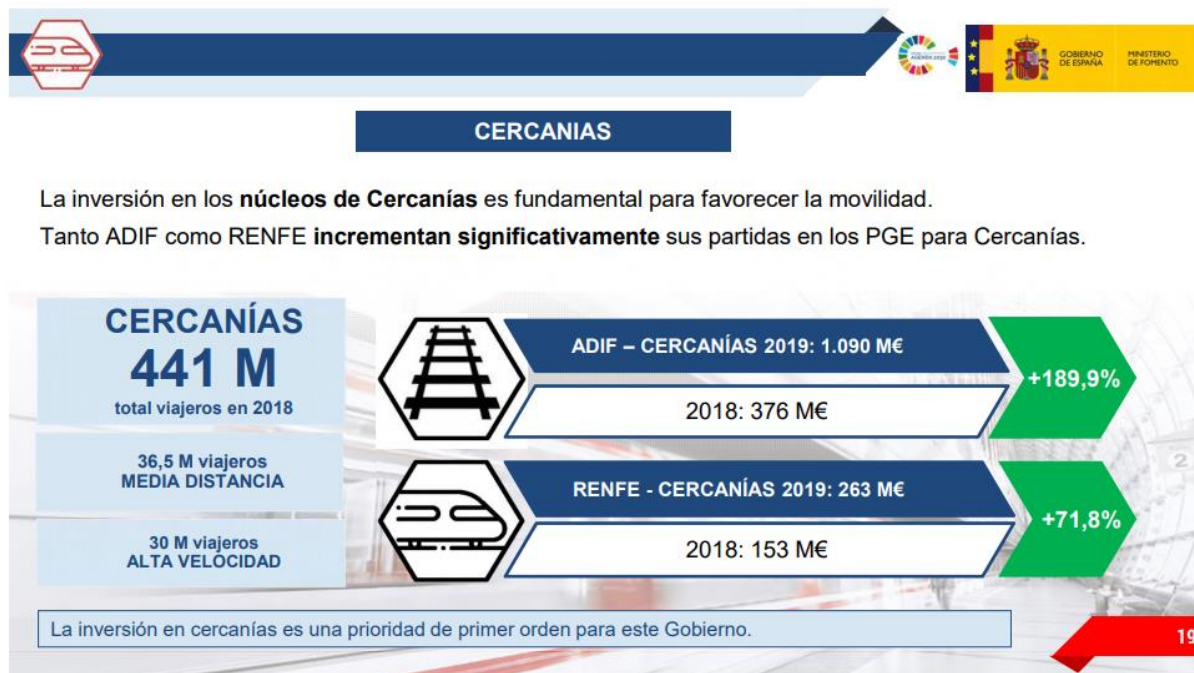 AGENDA 2030
GOBIERNO
DE ESPAÑA
MINISTERIO
DE FOMENTO
CERCANIAS
La inversión en los núcleos de Cercanías es fundamental para favorecer la movilidad.
Tanto ADIF como RENFE incrementan significativamente sus partidas en los PGE para Cercanías.
CERCANÍAS
441 M
total viajeros en 2018
36,5 M viajeros
MEDIA DISTANCIA
30 M viajeros
ALTA VELOCIDAD
ADIF – CERCANÍAS 2019: 1.090 M€
2018: 376 M€
+189,9%
RENFE - CERCANÍAS 2019: 263 M€
2018: 153 M€
+71,8%
2
La inversión en cercanías es una prioridad de primer orden para este Gobierno.
19